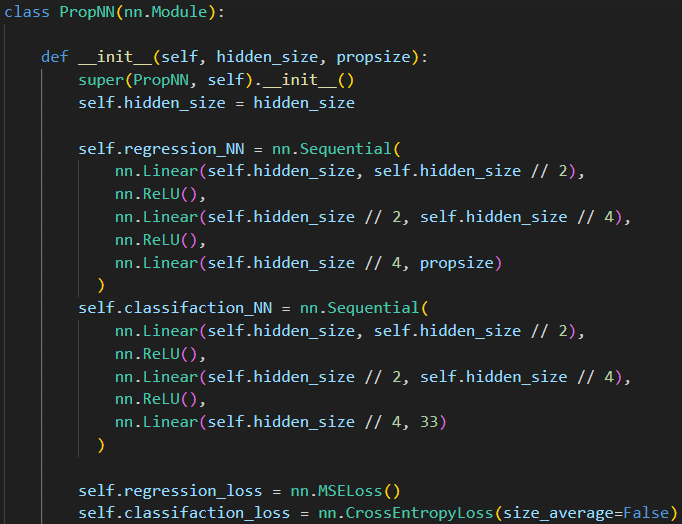 class PropNN(nn.Module):
def __init__(self, hidden_size, propsize):
super(PropNN, self).__init__()
self.hidden_size = hidden_size
self.regression_NN = nn.Sequential(
nn.Linear(self.hidden_size, self.hidden_size // 2),
nn.ReLU(),
nn.Linear(self.hidden_size // 2, self.hidden_size // 4),
nn.ReLU(),
nn.Linear(self.hidden_size // 4, propsize)
)
self.classifaction_NN = nn.Sequential(
nn.Linear(self.hidden_size, self.hidden_size // 2),
nn.ReLU(),
nn.Linear(self.hidden_size // 2, self.hidden_size // 4),
nn.ReLU(),
nn.Linear(self.hidden_size // 4, 33)
)
self.regression_loss = nn.MSELoss()
self.classifaction_loss = nn.CrossEntropyLoss(size_average=False)